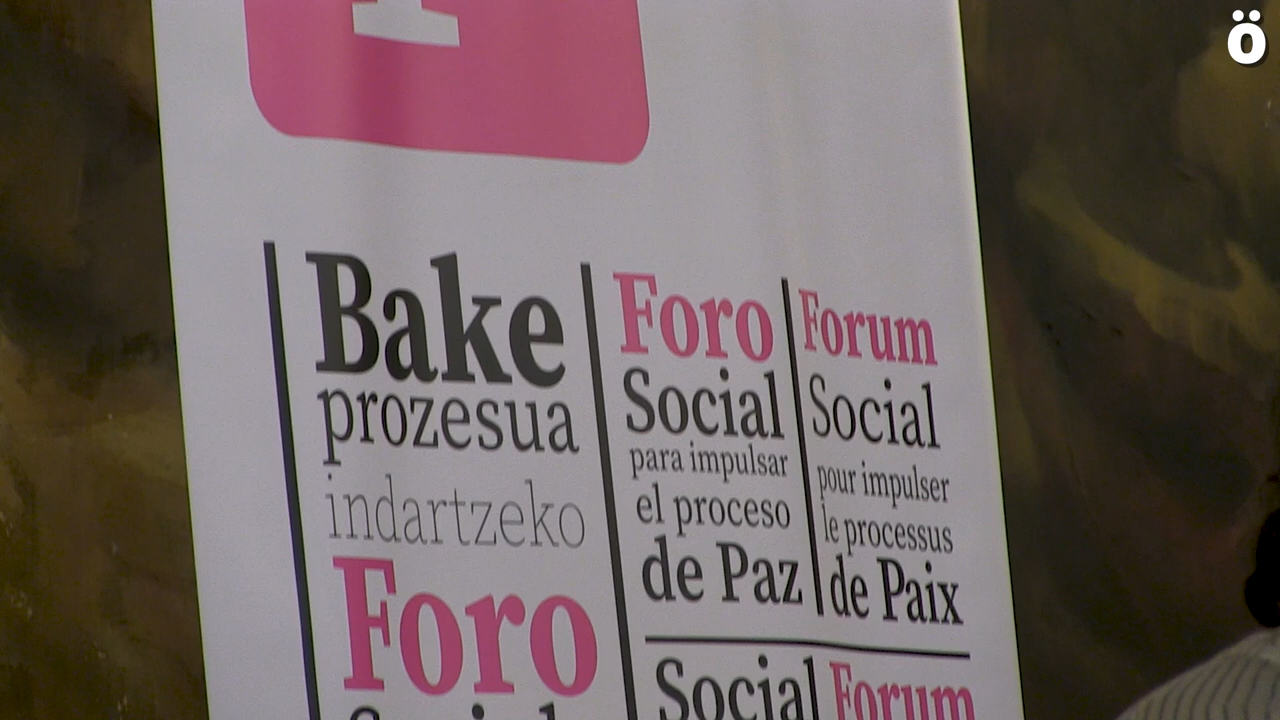 ö
Bake
prozesua
indartzeko
Foro
Foro
Social
para impulsar
el proceso
de Paz
Forum
Social
pour impulser
le processus
de Paix
Social
Forum